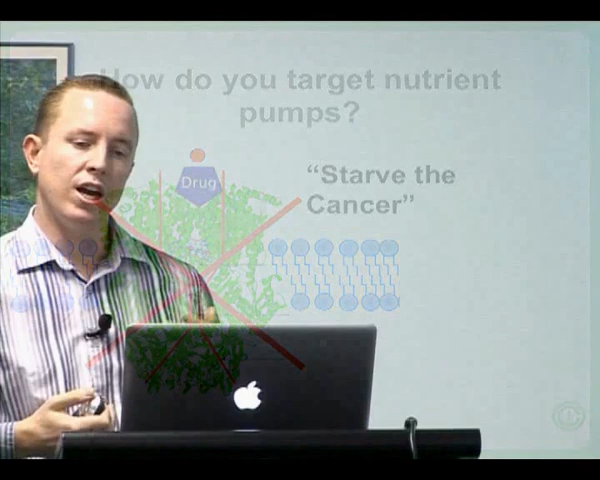 How do you target nutrient
pumps?
Drug
“Starve the
Cancer”